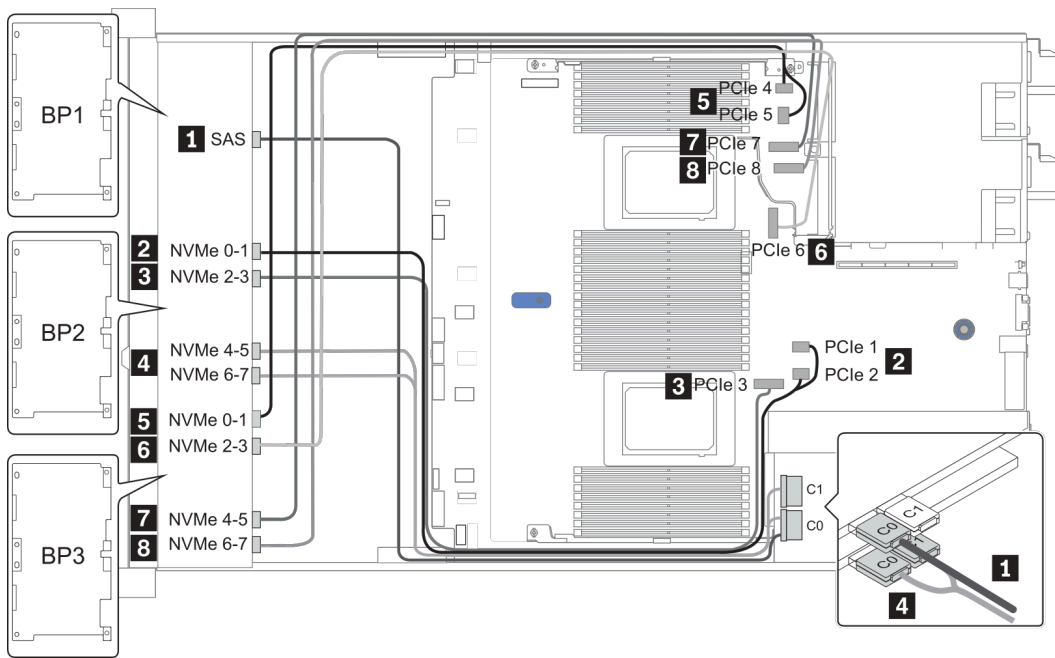 BP1
1 SAS
BP2
2 NVMe 0-1
3 NVMe 2-3
4 NVMe 4-5
NVMe 6-7
5 NVMe 0-1
6 NVMe 2-3
BP3
7 NVMe 4-5
8 NVMe 6-7
PCIe 4
5
PCIe 5
7 PCIe 7
8 PCIe 8
PCIe 6 6
PCIe 1
2
PCIe 2
3 PCIe 3
C1
C0
C1
C0
C0
1
4